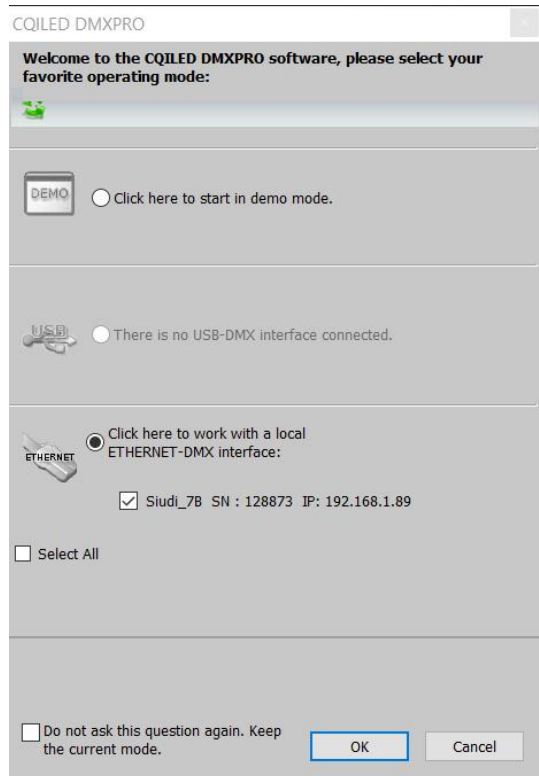 CQILED DMXPRO
Welcome to the CQILED DMXPRO software, please select your
favorite operating mode:
DEMO
Click here to start in demo mode.
USB
There is no USB-DMX interface connected.
Click here to work with a local
ETHERNET
ETHERNET-DMX interface:
Siudi_7B SN : 128873 IP: 192.168.1.89
Select All
Do not ask this question again. Keep
the current mode.
OK
Cancel